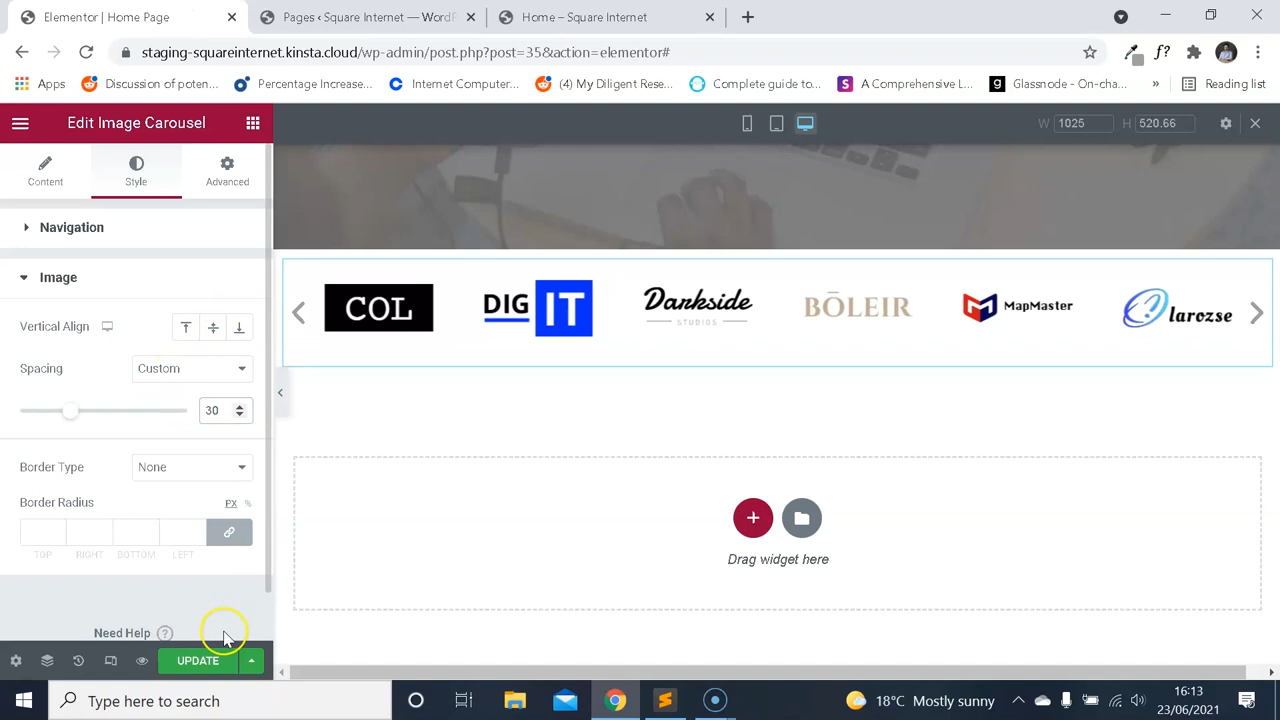 Elementor | Home Page
Pages ‹ Square Internet — WordP
Home – Square Internet
staging-squareinternet.kinsta.cloud/wp-admin/post.php?post=35&action=elementor#
f?
Apps
Discussion of poten...
Percentage Increase...
Internet Computer...
(4) My Diligent Rese...
Complete guide to...
A Comprehensive L...
Glassnode - On-cha...
»
Reading list
Edit Image Carousel
W 1025 H 520.66
Content
Style
Advanced
Navigation
Image
Vertical Align
Spacing
Custom
30
Border Type
None
Border Radius
PX %
TOP RIGHT BOTTOM LEFT
Need Help ?
UPDATE
COL
DIG IT
Darkside
STUDIOS
BŌLEIR
MapMaster
larozse
Drag widget here
Type here to search
18°C Mostly sunny
16:13
23/06/2021